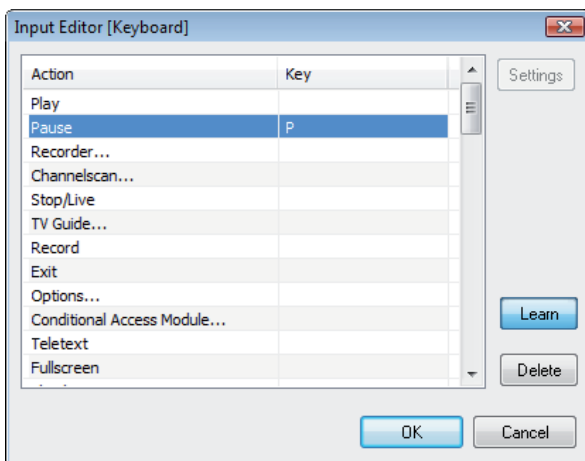 Input Editor [Keyboard]
Action Key
Settings
Play
Pause P
Recorder...
Channelscan...
Stop/Live
TV Guide...
Record
Exit
Options...
Conditional Access Module...
Learn
Teletext
Fullscreen
Delete
OK Cancel